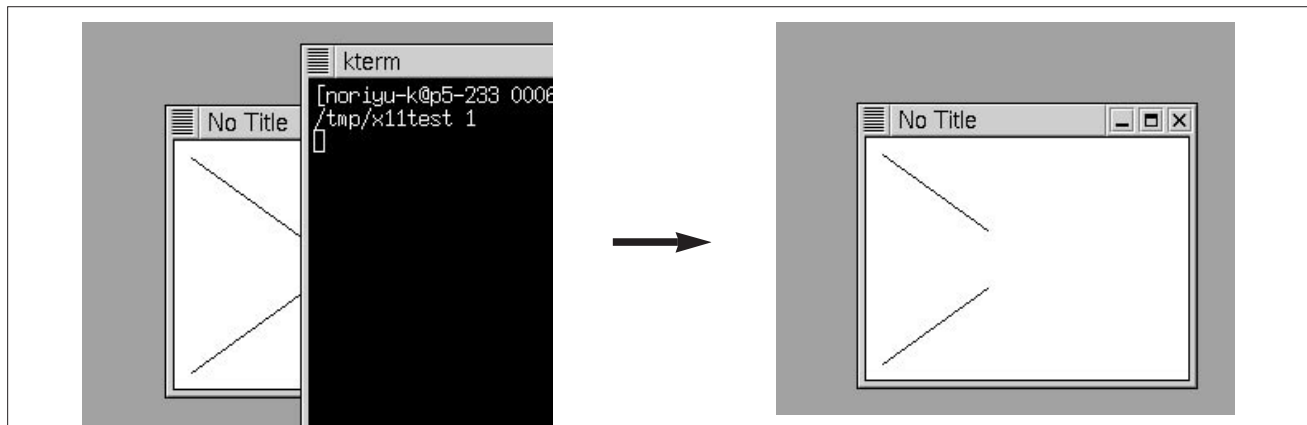 kterm
[noriyu-k@p5-233 0006
No Title
/tmp/x11test 1
No Title